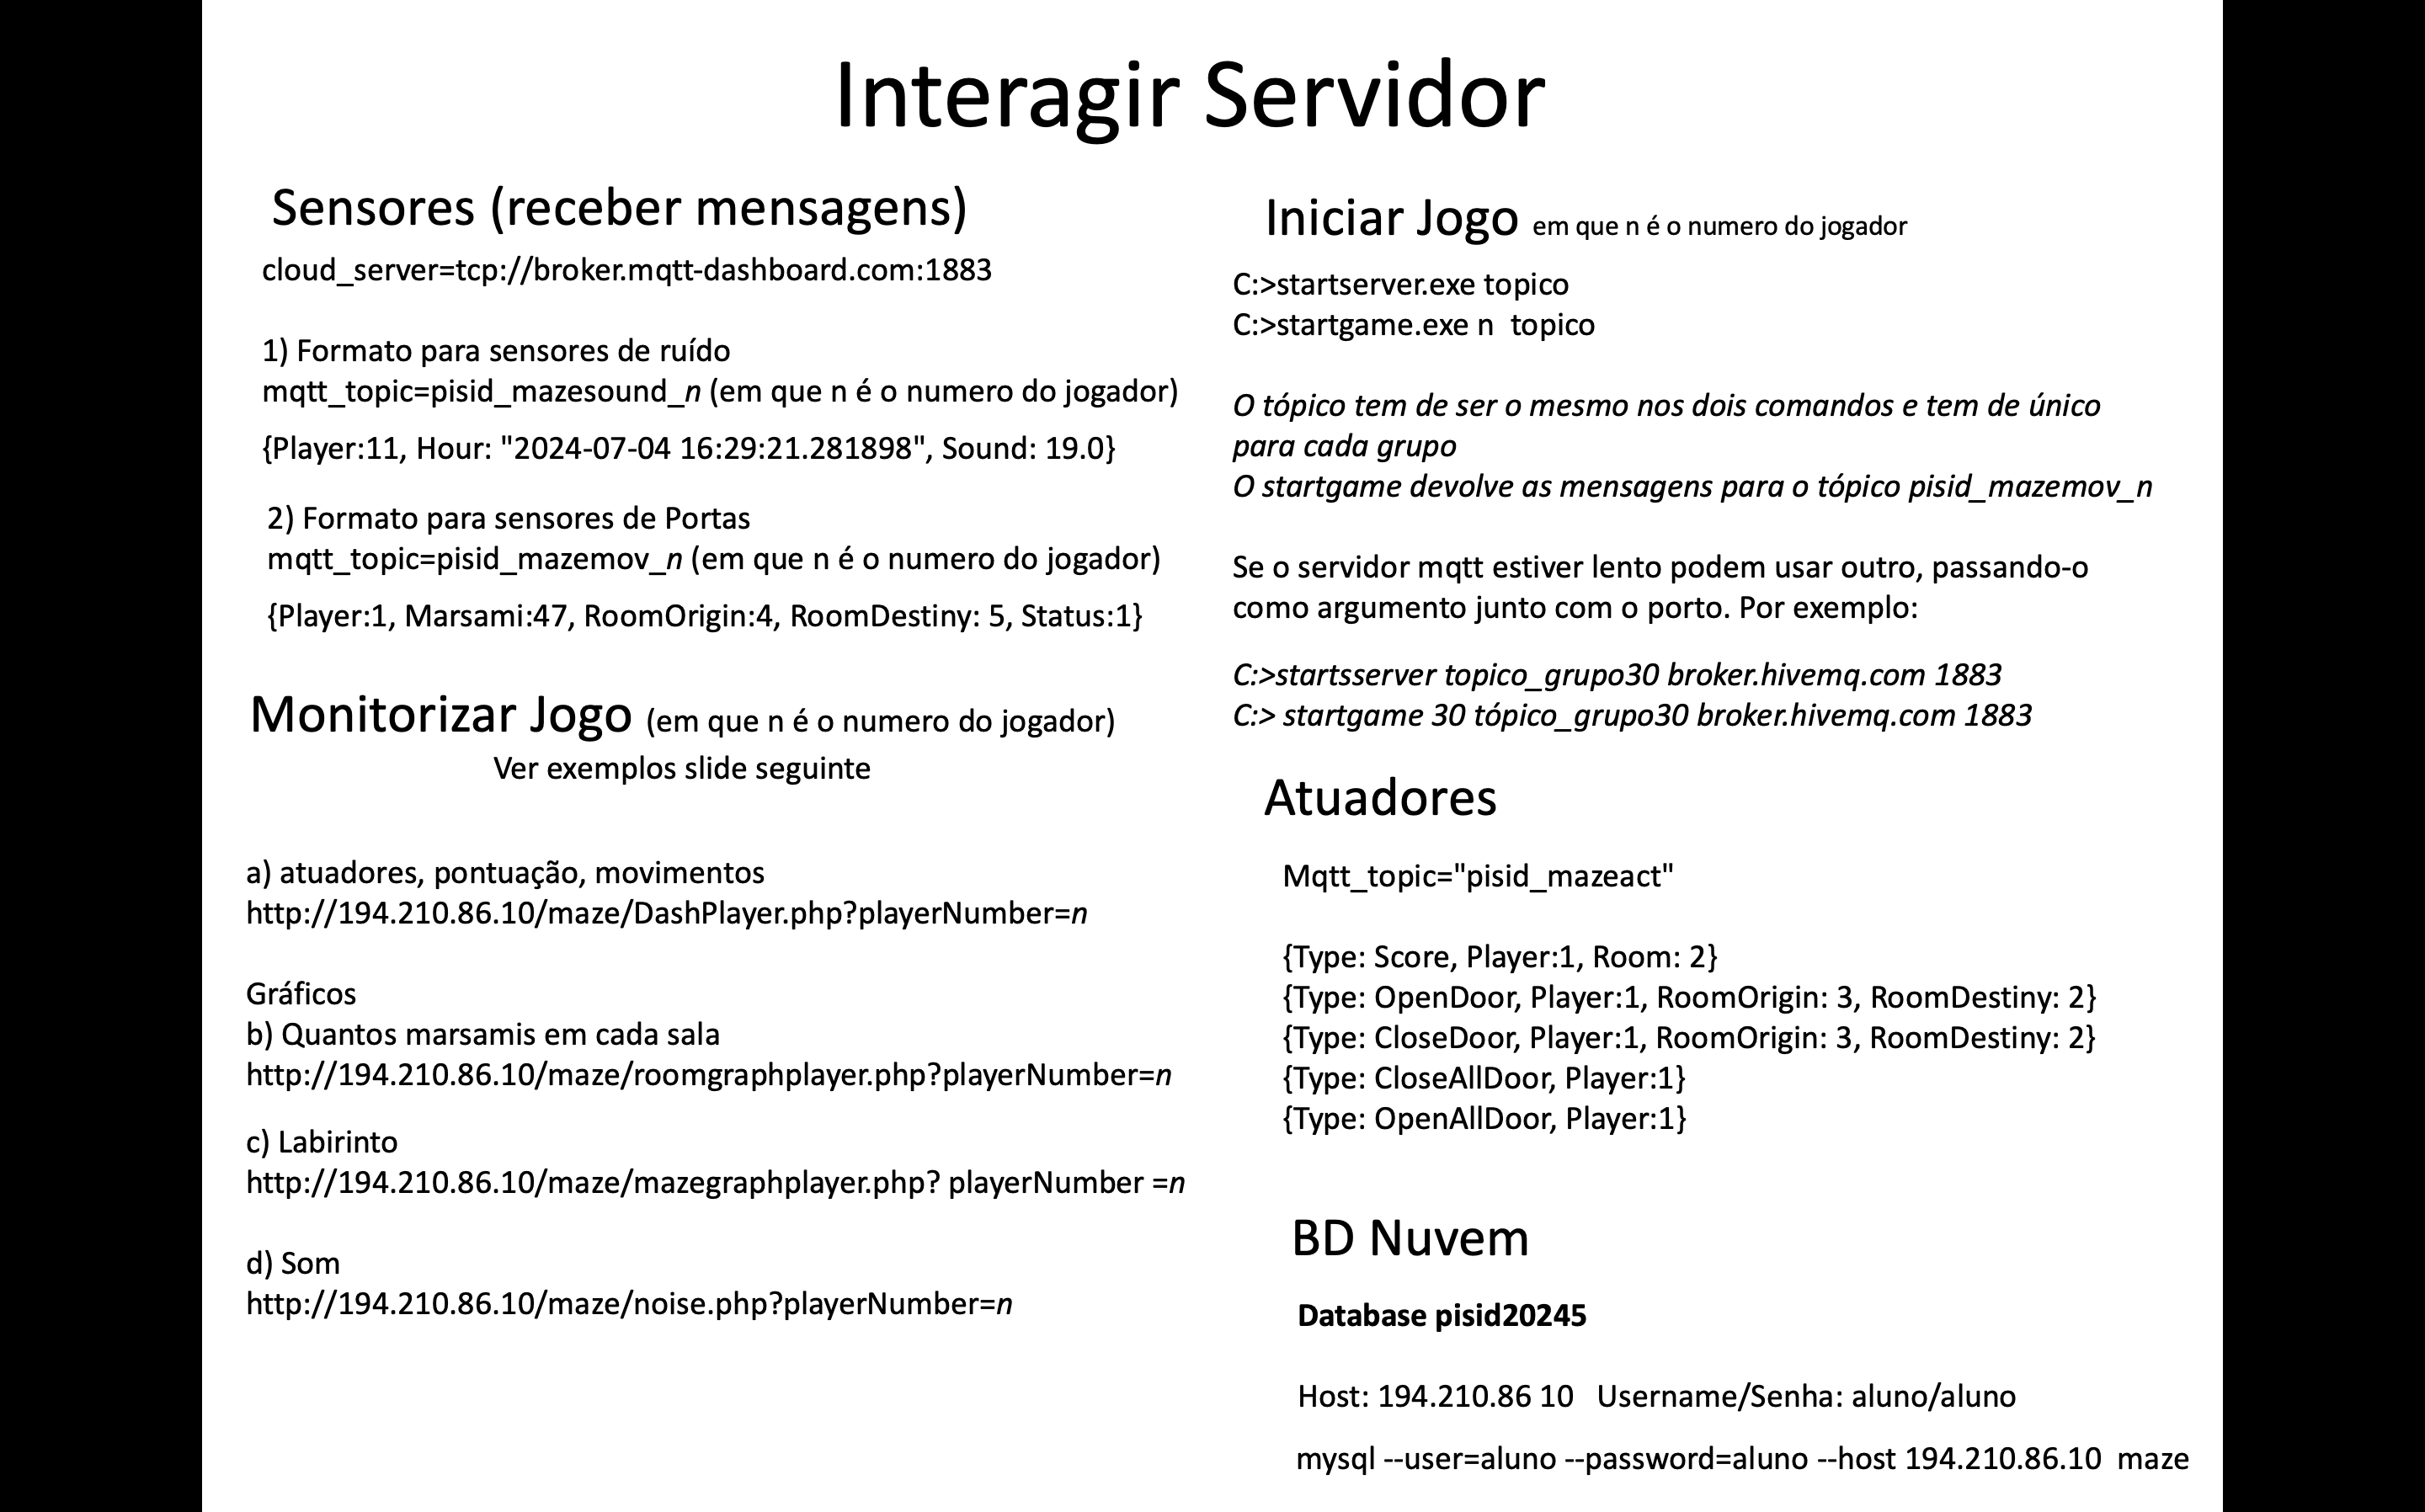 Interagir Servidor
Sensores (receber mensagens)
cloud_server=tcp://broker.mqtt-dashboard.com:1883
1) Formato para sensores de ruído
mqtt_topic=pisid_mazesound_n (em que n é o numero do jogador)
{Player:11, Hour: "2024-07-04 16:29:21.281898", Sound: 19.0}
2) Formato para sensores de Portas
mqtt_topic=pisid_mazemov_n (em que n é o numero do jogador)
{Player:1, Marsami:47, RoomOrigin:4, RoomDestiny: 5, Status:1}
Monitorizar Jogo (em que n é o numero do jogador)
Ver exemplos slide seguinte
a) atuadores, pontuação, movimentos
http://194.210.86.10/maze/DashPlayer.php?playerNumber=n
Gráficos
b) Quantos marsamis em cada sala
http://194.210.86.10/maze/roomgraphplayer.php?playerNumber=n
c) Labirinto
http://194.210.86.10/maze/mazegraphplayer.php? playerNumber =n
d) Som
http://194.210.86.10/maze/noise.php?playerNumber=n
Iniciar Jogo em que n é o numero do jogador
C:>startserver.exe topico
C:>startgame.exe n  topico
O tópico tem de ser o mesmo nos dois comandos e tem de único
para cada grupo
O startgame devolve as mensagens para o tópico pisid_mazemov_n
Se o servidor mqtt estiver lento podem usar outro, passando-o
como argumento junto com o porto. Por exemplo:
C:>startsserver topico_grupo30 broker.hivemq.com 1883
C:> startgame 30 tópico_grupo30 broker.hivemq.com 1883
Atuadores
Mqtt_topic="pisid_mazeact"
{Type: Score, Player:1, Room: 2}
{Type: OpenDoor, Player:1, RoomOrigin: 3, RoomDestiny: 2}
{Type: CloseDoor, Player:1, RoomOrigin: 3, RoomDestiny: 2}
{Type: CloseAllDoor, Player:1}
{Type: OpenAllDoor, Player:1}
BD Nuvem
Database pisid20245
Host: 194.210.86 10   Username/Senha: aluno/aluno
mysql --user=aluno --password=aluno --host 194.210.86.10  maze